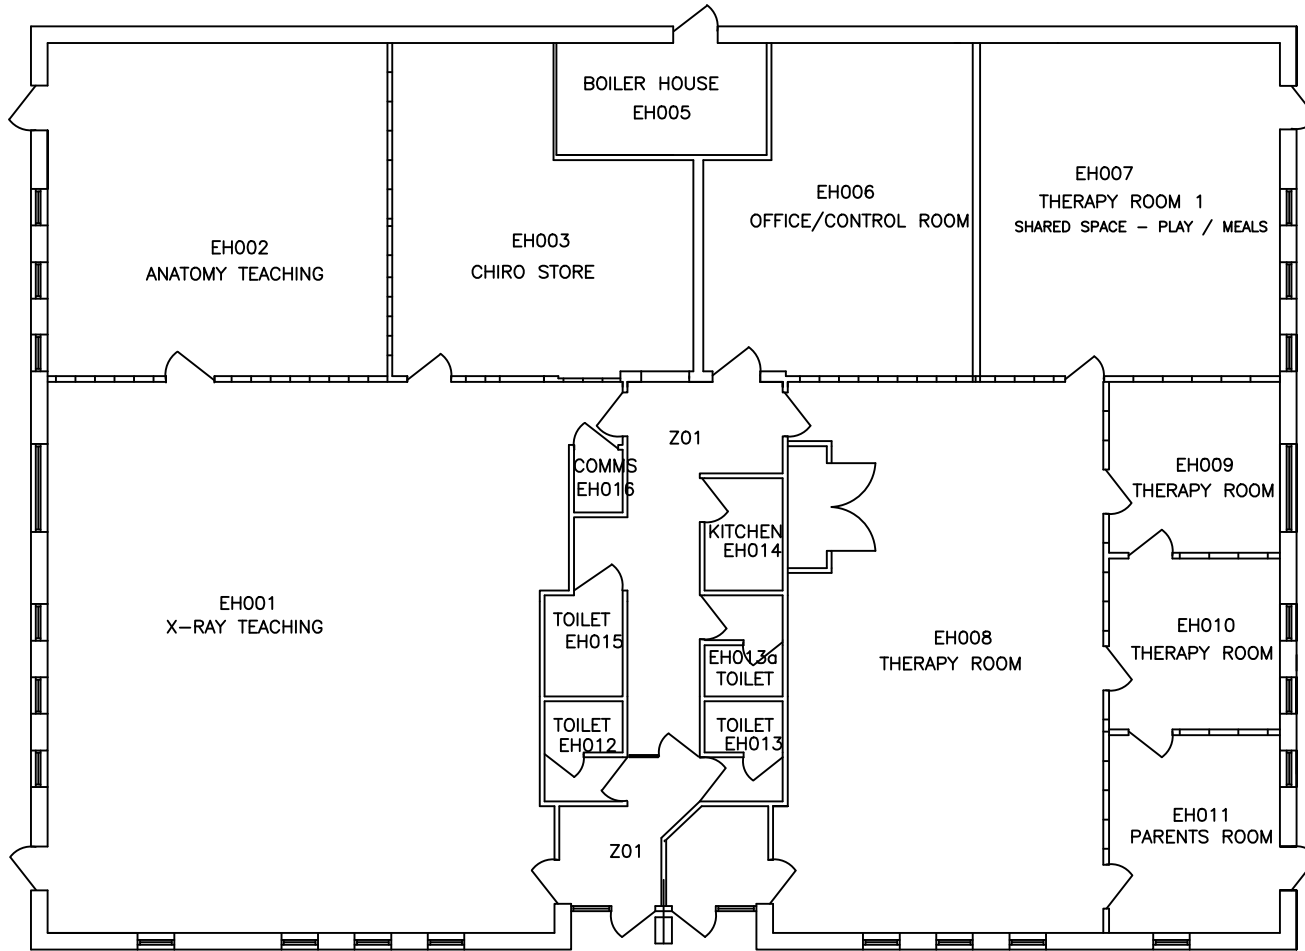 BOILER HOUSE
EH005
EH007
THERAPY ROOM 1
SHARED SPACE – PLAY / MEALS
EH006
OFFICE/CONTROL ROOM
EH003
CHIRO STORE
EH002
ANATOMY TEACHING
Z01
COMMS
EH016
EH009
THERAPY ROOM
KITCHEN
EH014
EH001
X–RAY TEACHING
TOILET
EH015
EH013a
TOILET
EH008
THERAPY ROOM
EH010
THERAPY ROOM
TOILET
EH012
TOILET
EH013
EH011
PARENTS ROOM
Z01